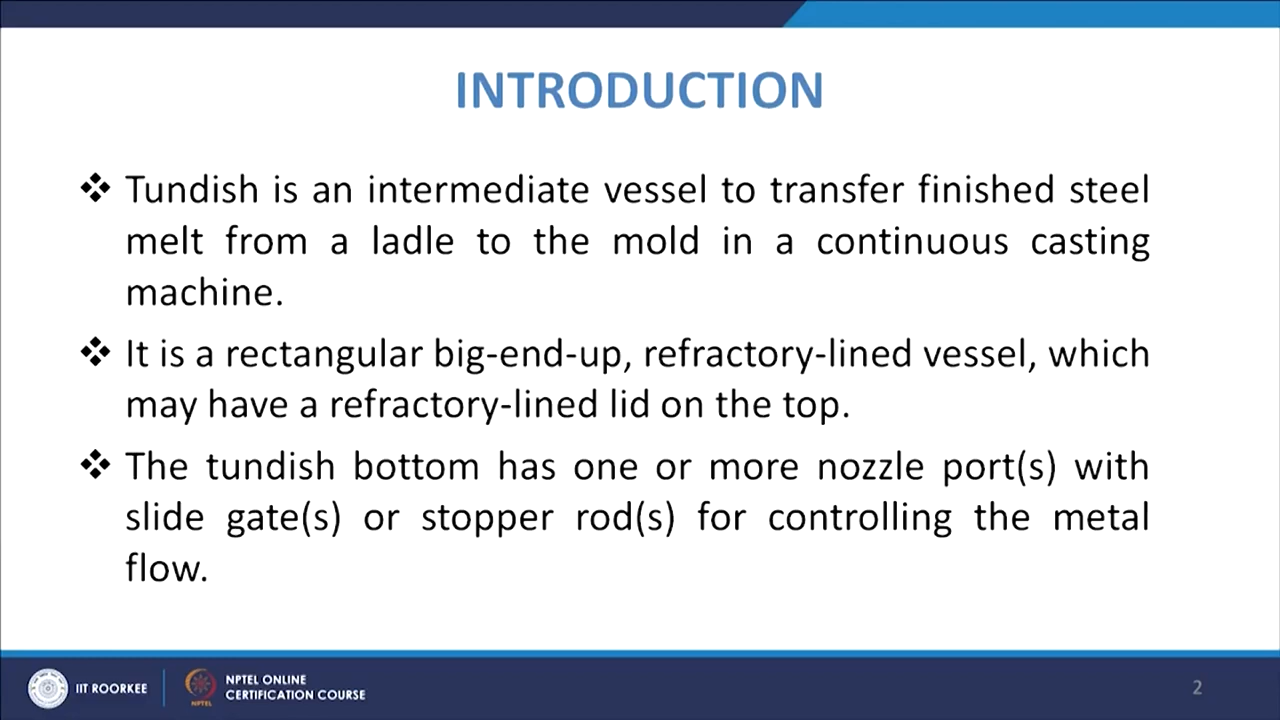 INTRODUCTION
❖ Tundish is an intermediate vessel to transfer finished steel
melt from a ladle to the mold in a continuous casting
machine.
❖ It is a rectangular big-end-up, refractory-lined vessel, which
may have a refractory-lined lid on the top.
❖ The tundish bottom has one or more nozzle port(s) with
slide gate(s) or stopper rod(s) for controlling the metal
flow.
IIT ROORKEE
NPTEL
NPTEL ONLINE
CERTIFICATION COURSE
2